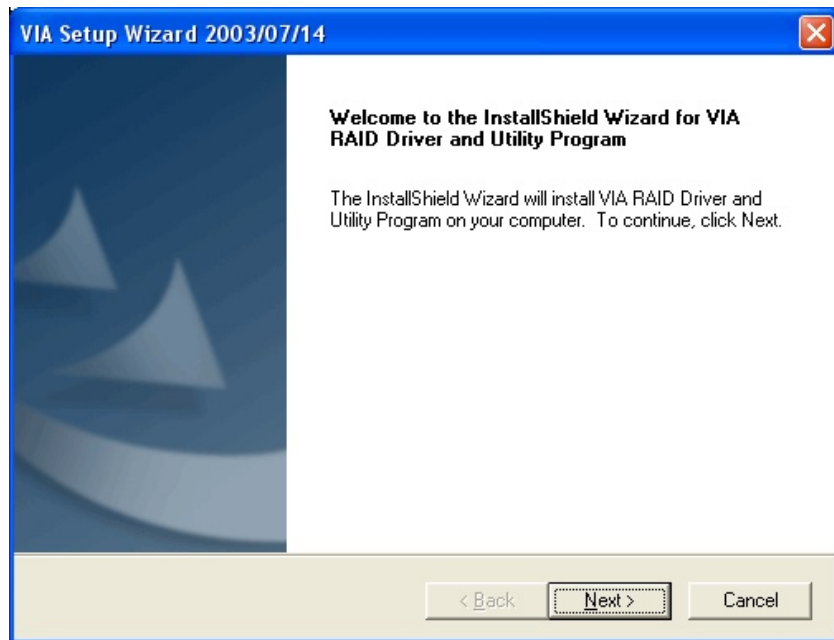 VIA Setup Wizard 2003/07/14
Welcome to the InstallShield Wizard for VIA
RAID Driver and Utility Program
The InstallShield Wizard will install VIA RAID Driver and
Utility Program on your computer.  To continue, click Next.
< Back
Next >
Cancel